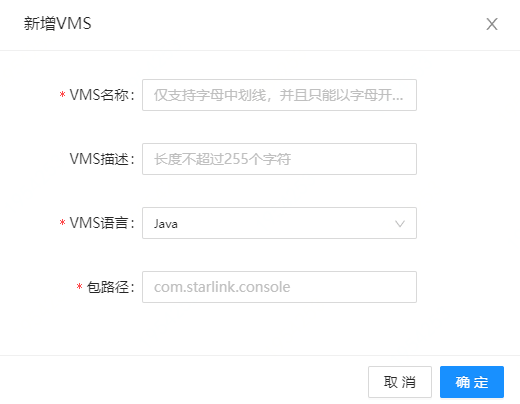 新增VMS
* VMS名称: 仅支持字母中划线，并且只能以字母开...
VMS描述: 长度不超过255个字符
* VMS语言: Java
* 包路径: com.starlink.console
取 消 确 定